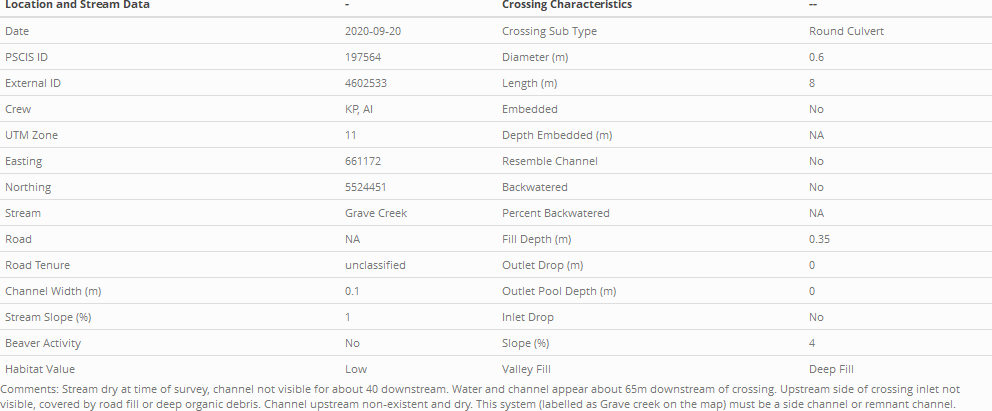 Location and Stream Data - Crossing Characteristics --
Date 2020-09-20 Crossing Sub Type Round Culvert
PSCIS ID 197564 Diameter (m) 0.6
External ID 4602533 Length (m) 8
Crew KP, AI Embedded No
UTM Zone 11 Depth Embedded (m) NA
Easting 661172 Resemble Channel No
Northing 5524451 Backwatered No
Stream Grave Creek Percent Backwatered NA
Road NA Fill Depth (m) 0.35
Road Tenure unclassified Outlet Drop (m) 0
Channel Width (m) 0.1 Outlet Pool Depth (m) 0
Stream Slope (%) 1 Inlet Drop No
Beaver Activity No Slope (%) 4
Habitat Value Low Valley Fill Deep Fill
Comments: Stream dry at time of survey, channel not visible for about 40 downstream. Water and channel appear about 65m downstream of crossing. Upstream side of crossing inlet not
visible, covered by road fill or deep organic debris. Channel upstream non-existent and dry. This system (labelled as Grave creek on the map) must be a side channel or remnant channel.